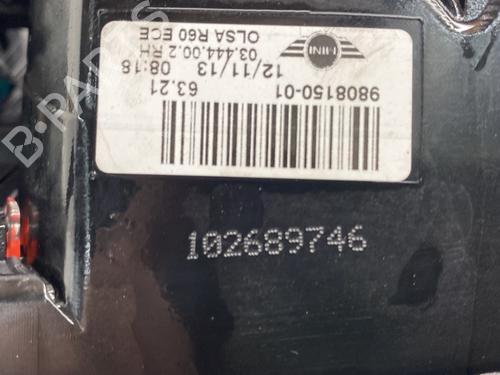 MINI
OLSA R60 ECE
03.444.00.2 RH
12/11/13 08:18
63.21
9808150-01
102689746
B-PARTS